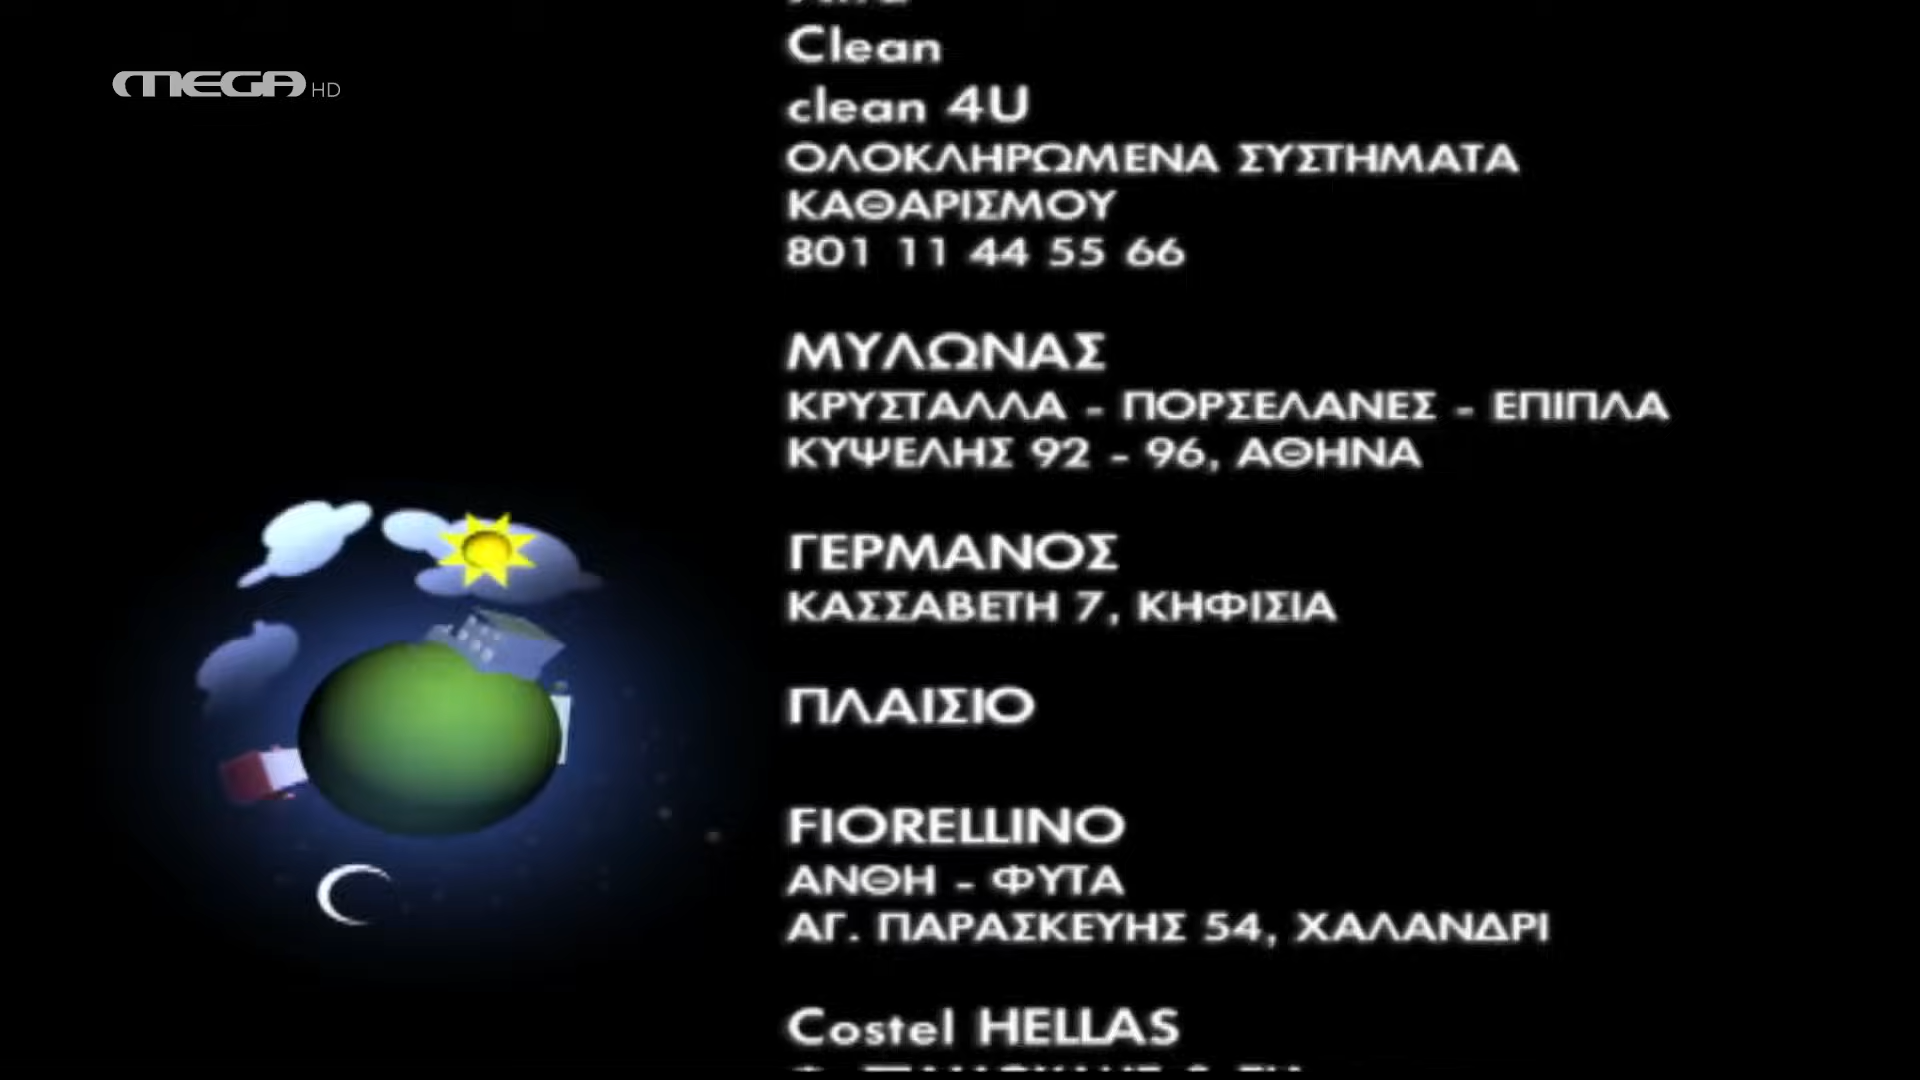 MEGA HD
Clean
clean 4U
ΟΛΟΚΛΗΡΩΜΕΝΑ ΣΥΣΤΗΜΑΤΑ
ΚΑΘΑΡΙΣΜΟΥ
801 11 44 55 66
ΜΥΛΩΝΑΣ
ΚΡΥΣΤΑΛΛΑ - ΠΟΡΣΕΛΑΝΕΣ - ΕΠΙΠΛΑ
ΚΥΨΕΛΗΣ 92 - 96, ΑΘΗΝΑ
ΓΕΡΜΑΝΟΣ
ΚΑΣΣΑΒΕΤΗ 7, ΚΗΦΙΣΙΑ
ΠΛΑΙΣΙΟ
FIORELLINO
ΑΝΘΗ - ΦΥΤΑ
ΑΓ. ΠΑΡΑΣΚΕΥΗΣ 54, ΧΑΛΑΝΔΡΙ
Costel HELLAS